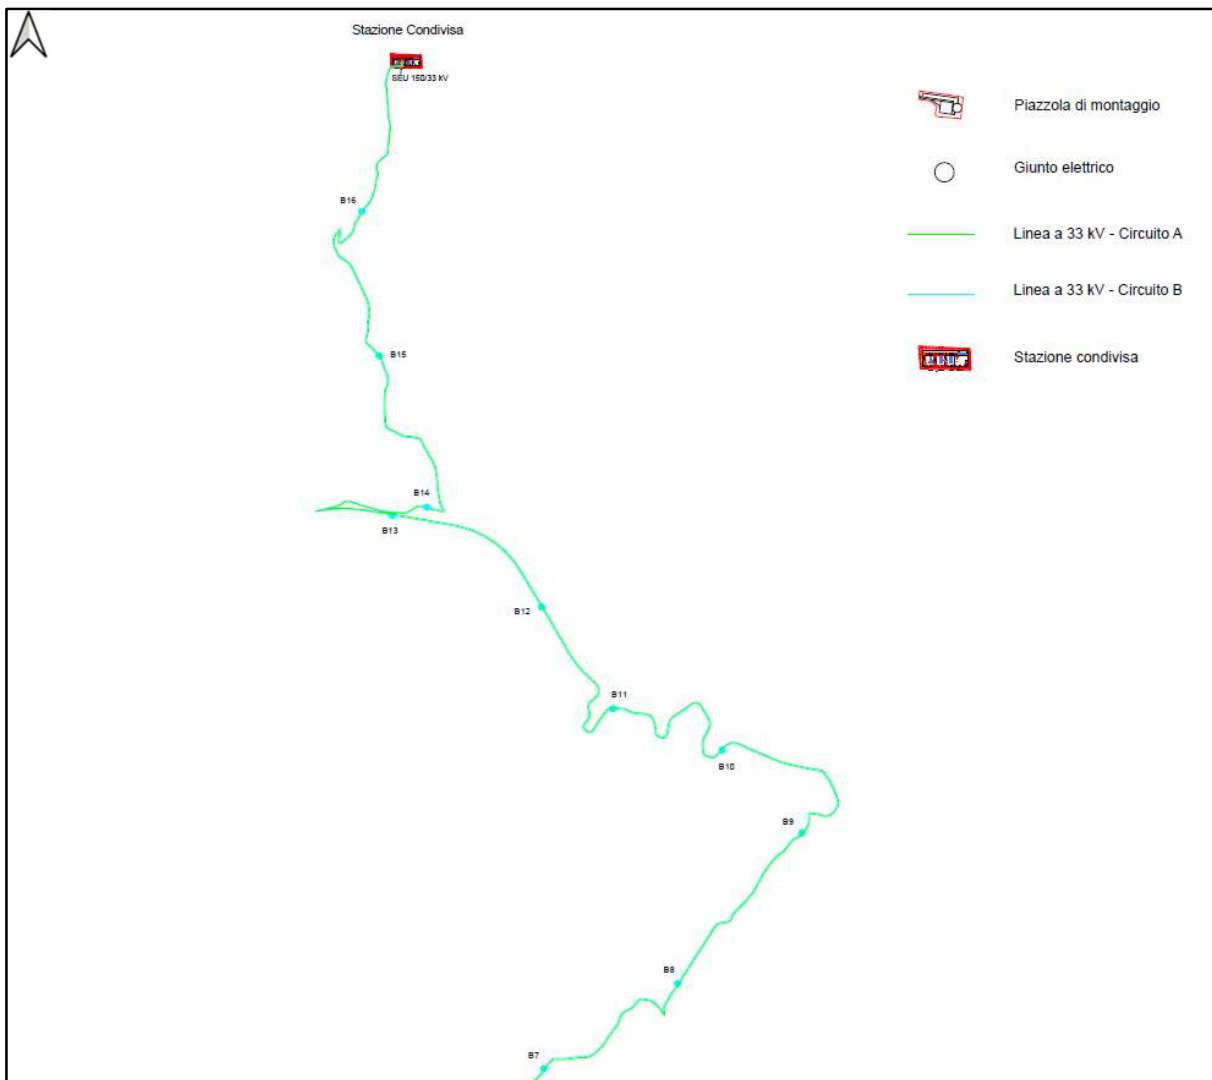 Stazione Condivisa
SEU 150/33 kV
Piazzola di montaggio
Giunto elettrico
B16
Linea a 33 kV - Circuito A
Linea a 33 kV - Circuito B
B15
Stazione condivisa
B14
B13
B12
B11
B10
B9
B8
B7